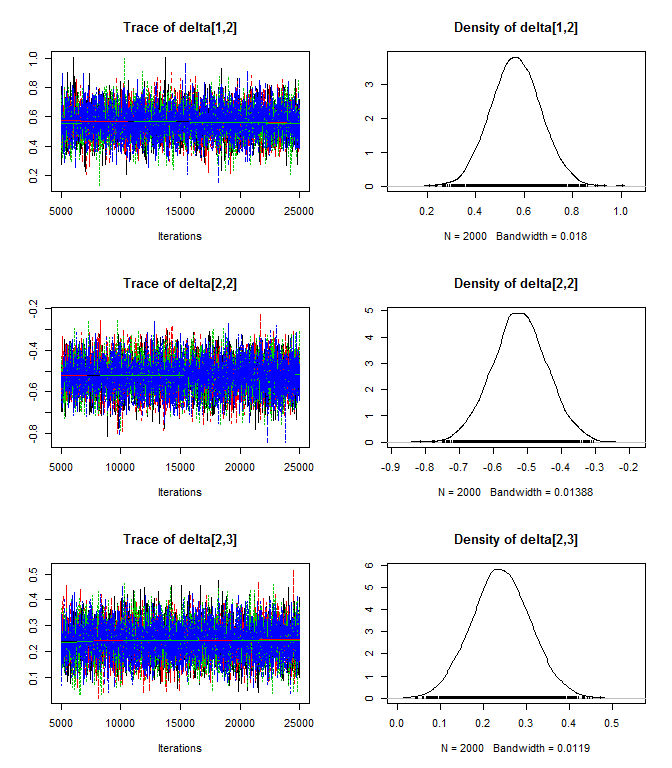 Trace of delta[1,2]
Density of delta[1,2]
1.0
0.8
0.6
0.4
0.2
5000 10000 15000 20000 25000
Iterations
3
2
1
0
0.2 0.4 0.6 0.8 1.0
N = 2000 Bandwidth = 0.018
Trace of delta[2,2]
Density of delta[2,2]
-0.2
-0.4
-0.6
-0.8
5000 10000 15000 20000 25000
Iterations
5
4
3
2
1
0
-0.9 -0.8 -0.7 -0.6 -0.5 -0.4 -0.3 -0.2
N = 2000 Bandwidth = 0.01388
Trace of delta[2,3]
Density of delta[2,3]
0.5
0.4
0.3
0.2
0.1
5000 10000 15000 20000 25000
Iterations
6
5
4
3
2
1
0
0.0 0.1 0.2 0.3 0.4 0.5
N = 2000 Bandwidth = 0.0119